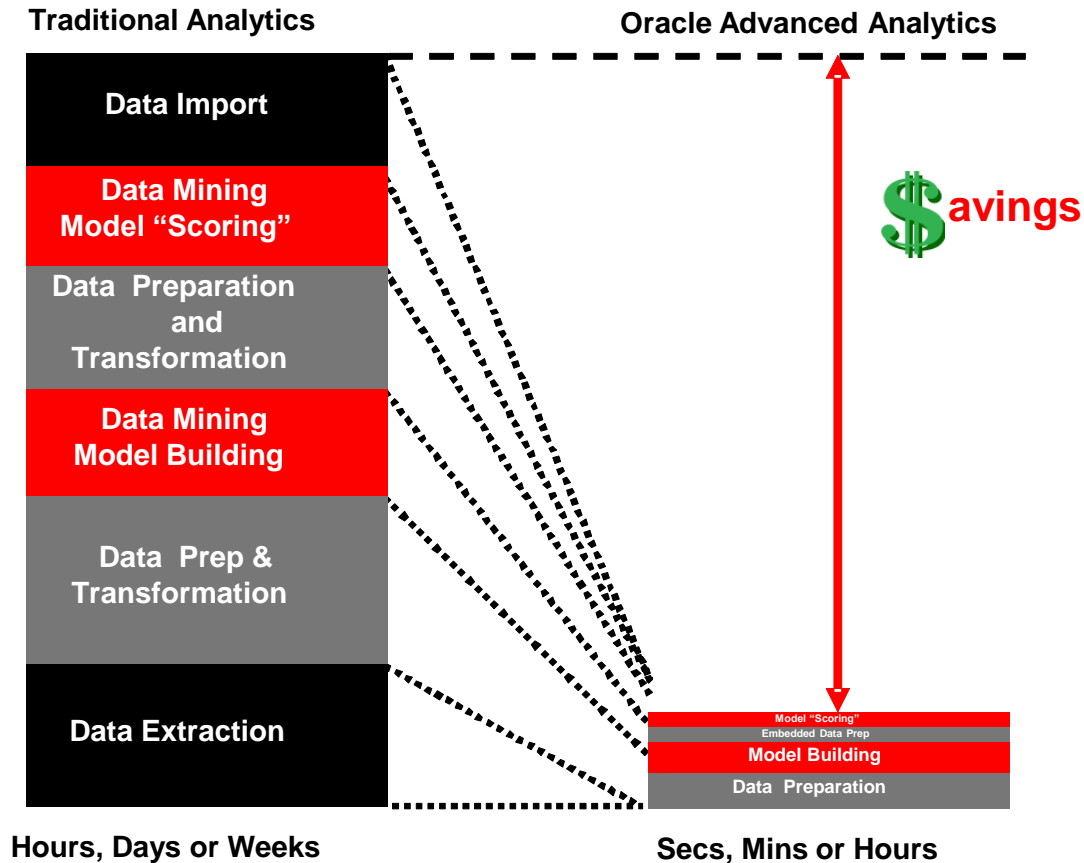 Traditional Analytics
Oracle Advanced Analytics
Data Import
Data Mining
Model “Scoring”
Data Preparation
and
Transformation
Data Mining
Model Building
Data Prep &
Transformation
Data Extraction
$avings
Model “Scoring”
Embedded Data Prep
Model Building
Data Preparation
Hours, Days or Weeks
Secs, Mins or Hours